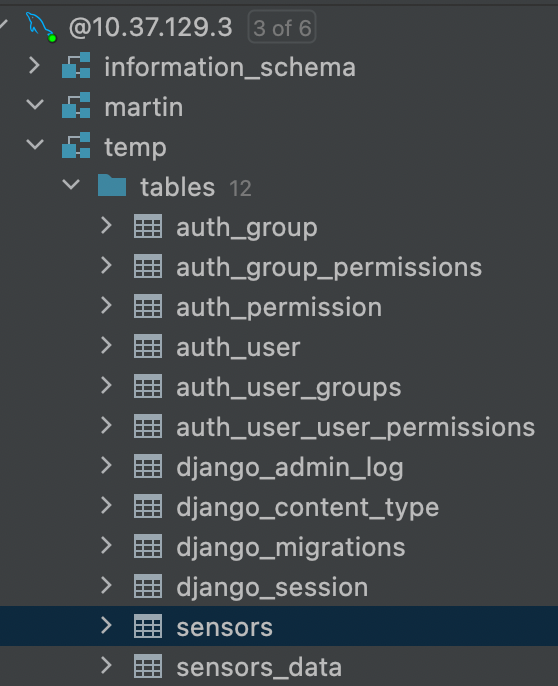 @10.37.129.3 3 of 6
information_schema
martin
temp
tables 12
auth_group
auth_group_permissions
auth_permission
auth_user
auth_user_groups
auth_user_user_permissions
django_admin_log
django_content_type
django_migrations
django_session
sensors
sensors_data